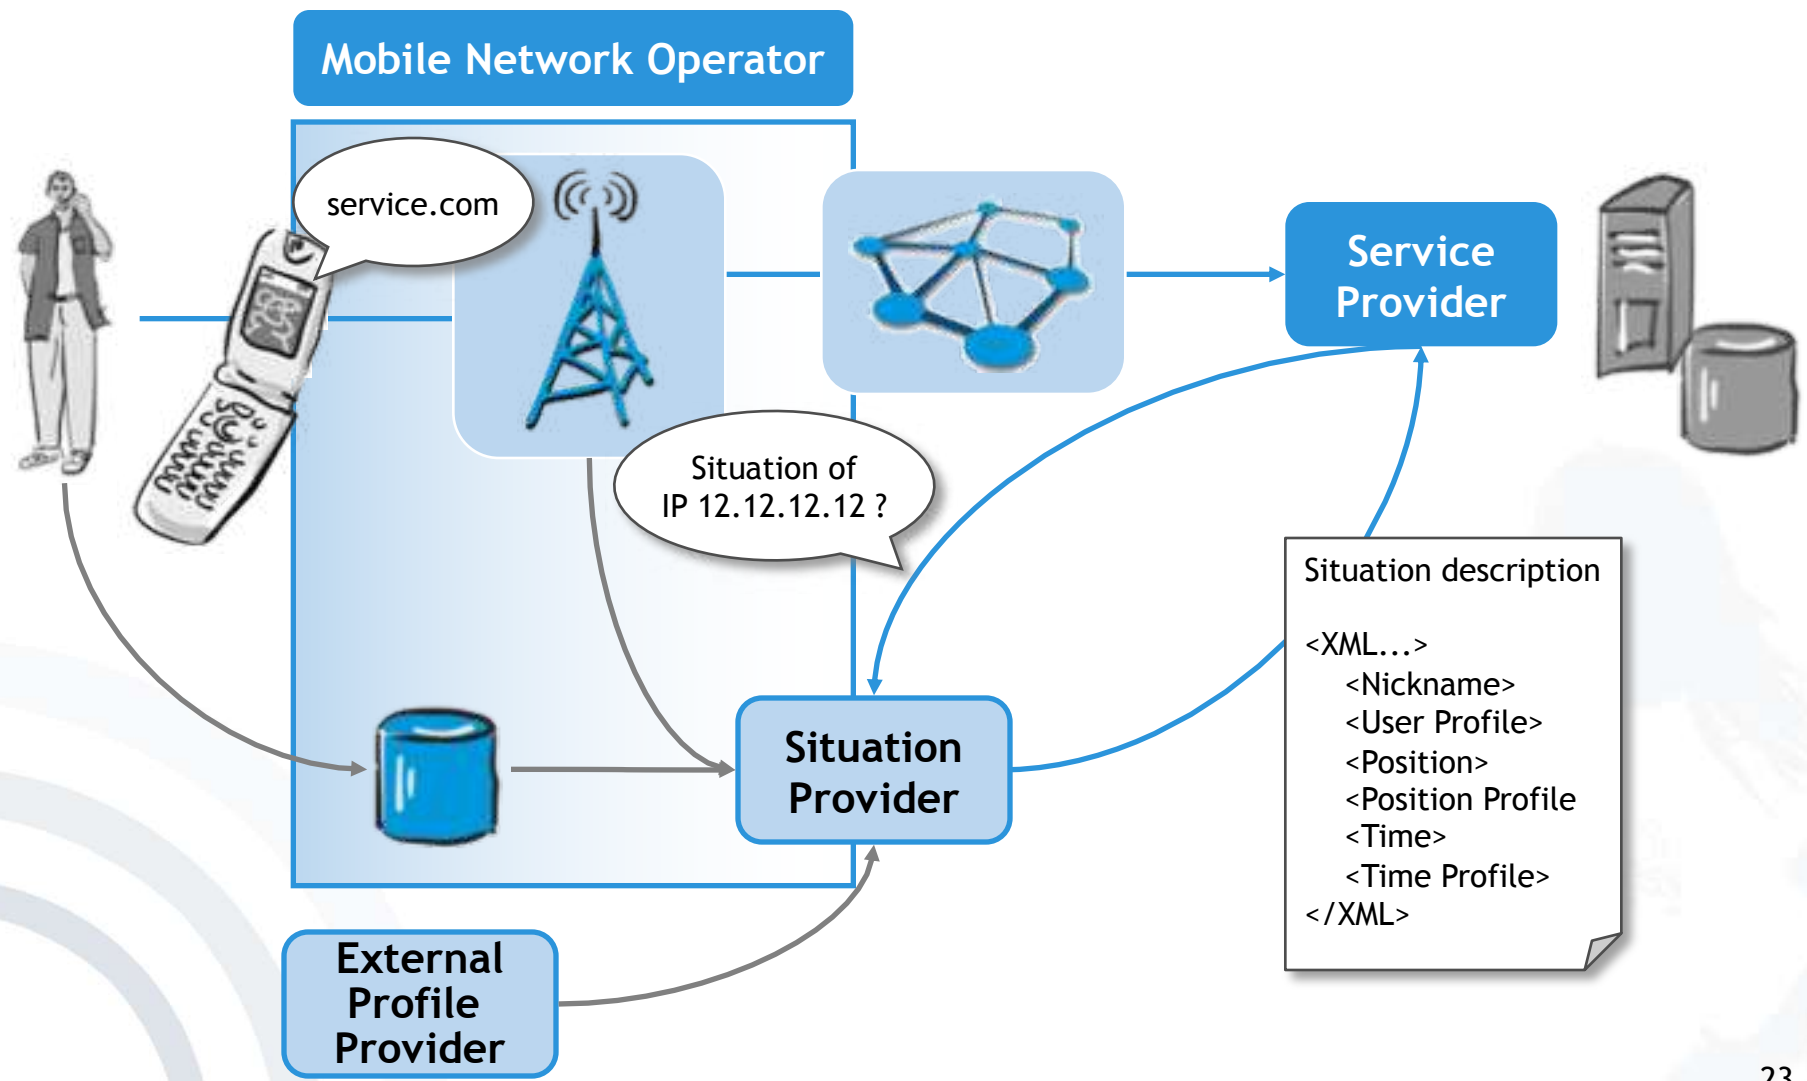 Mobile Network Operator
service.com
Service
Provider
Situation of
IP 12.12.12.12 ?
Situation description
<XML...>
<Nickname>
<User Profile>
<Position>
<Position Profile
<Time>
<Time Profile>
</XML>
Situation
Provider
External
Profile
Provider
23